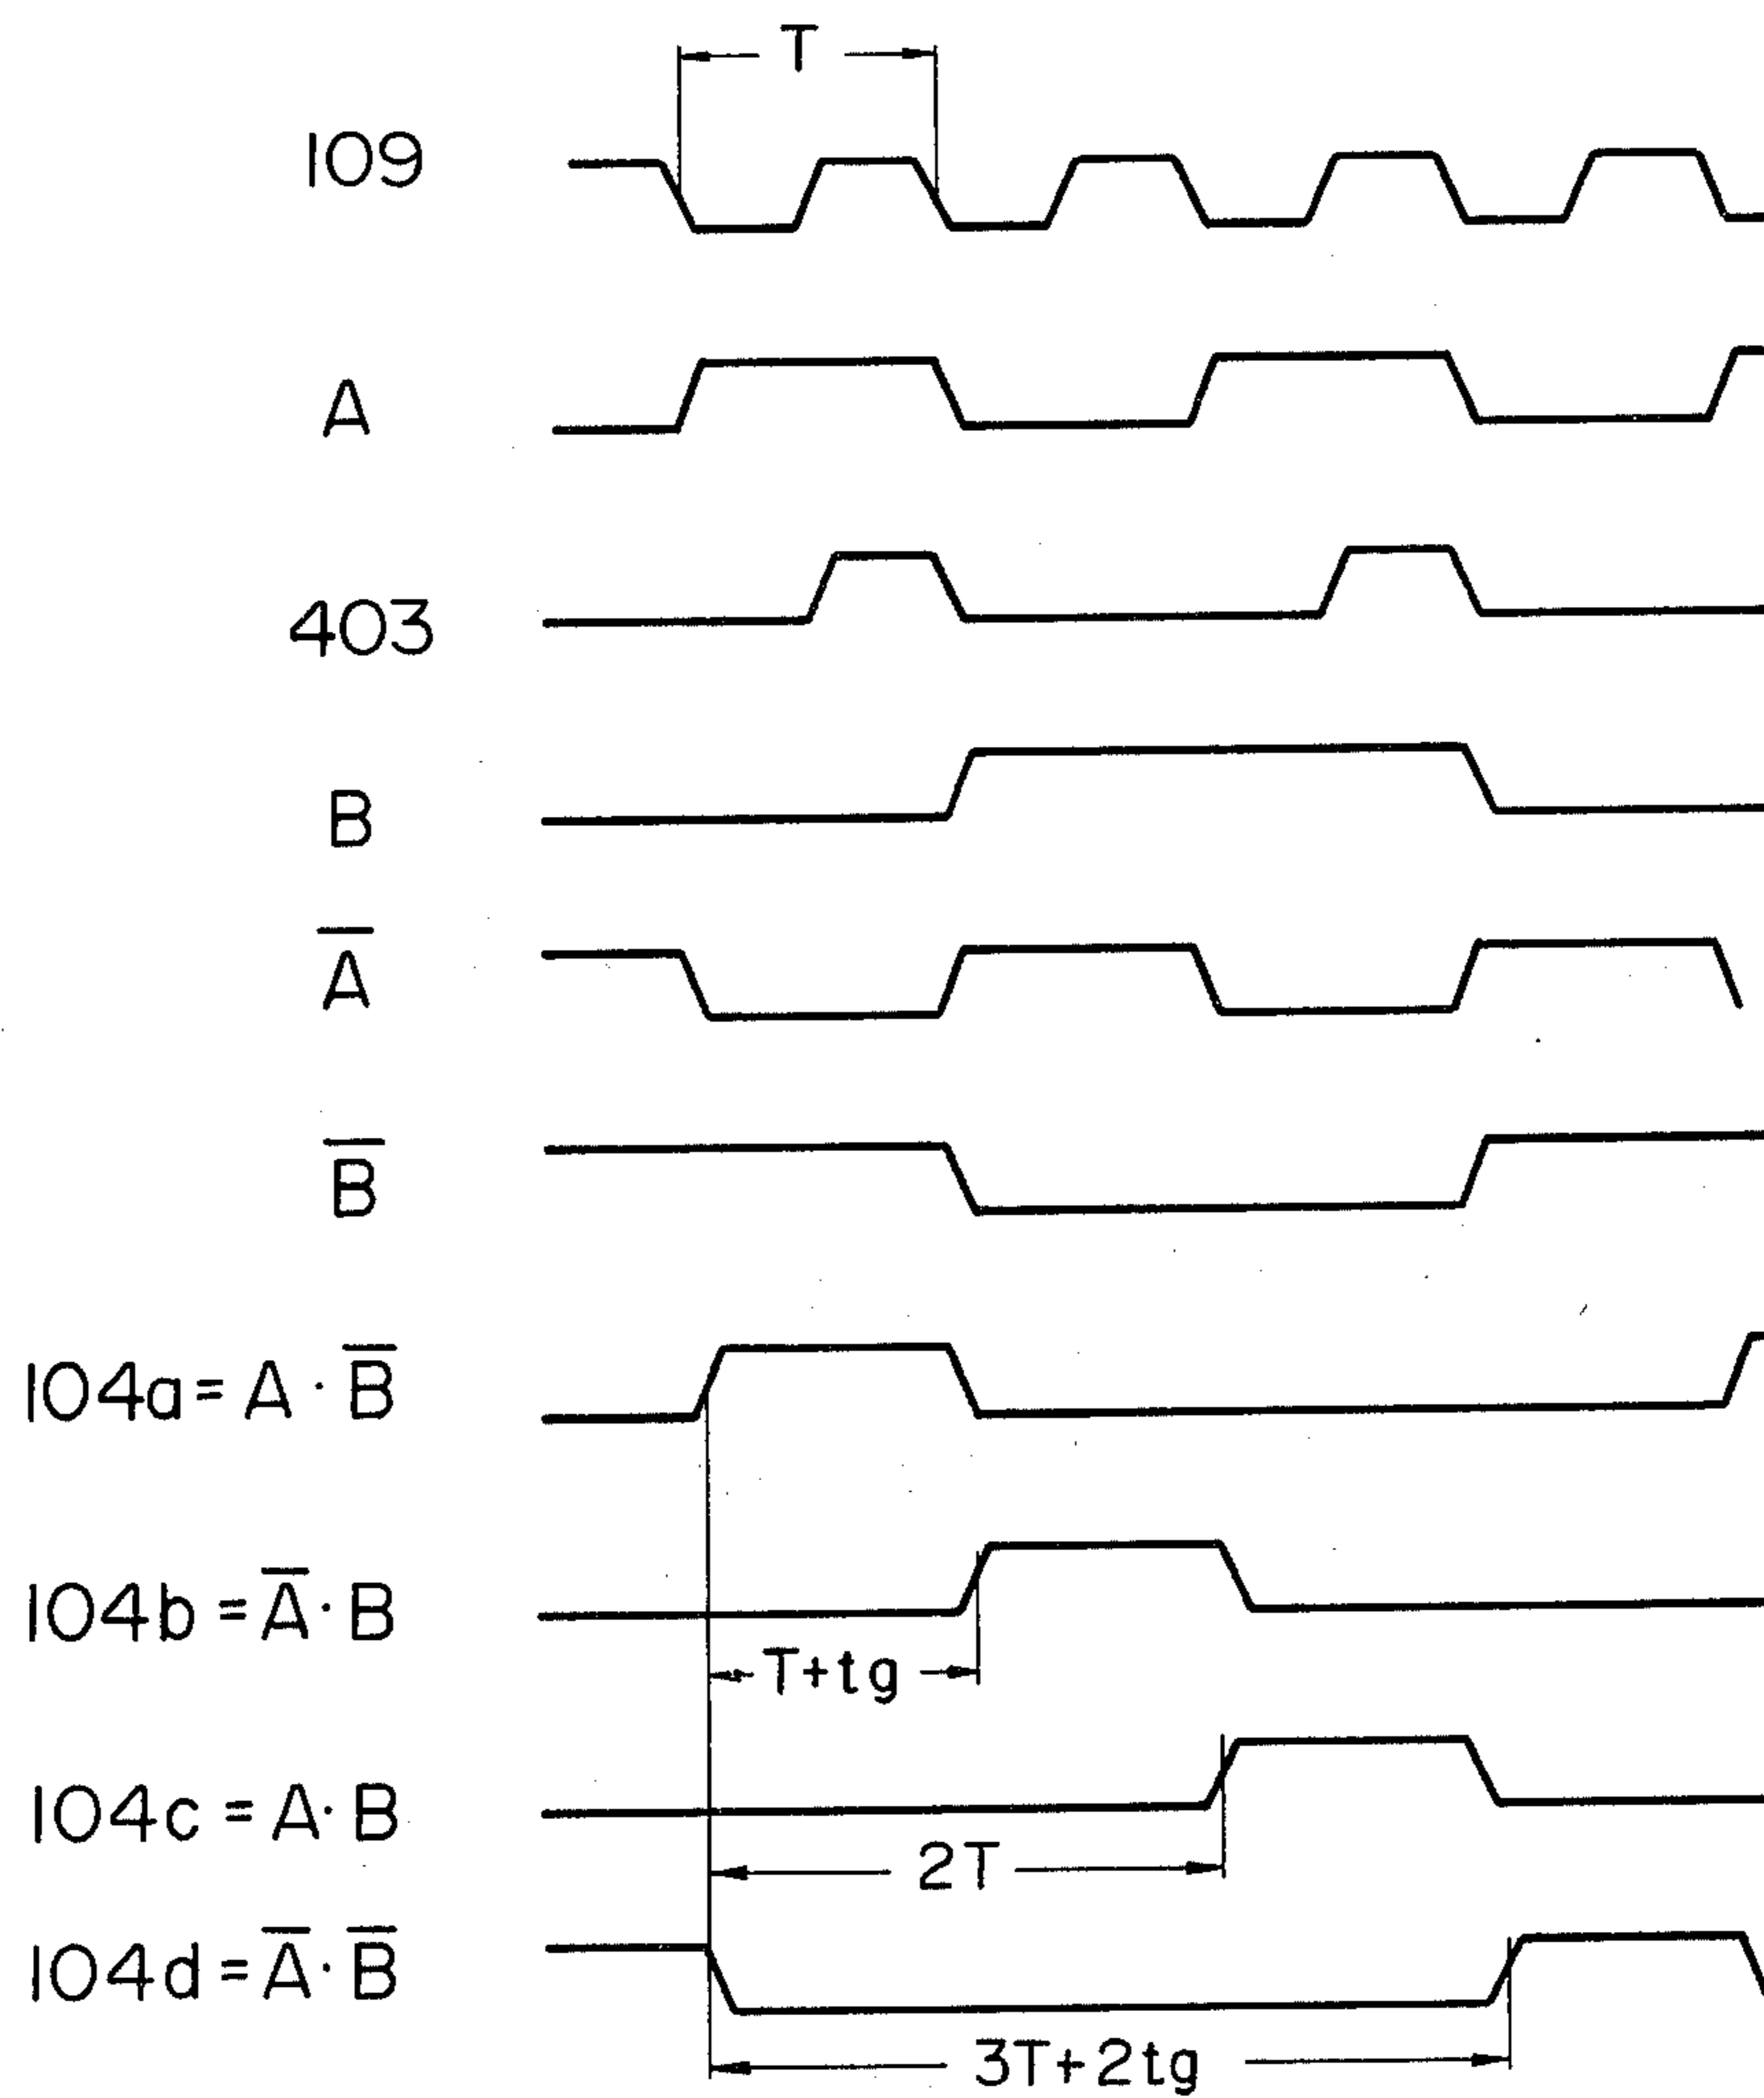 T
109
A
403
B
A̅
B̅
104a = A · B̅
104b = A̅ · B
T+tg
104c = A · B
2T
104d = A̅ · B̅
3T+2tg